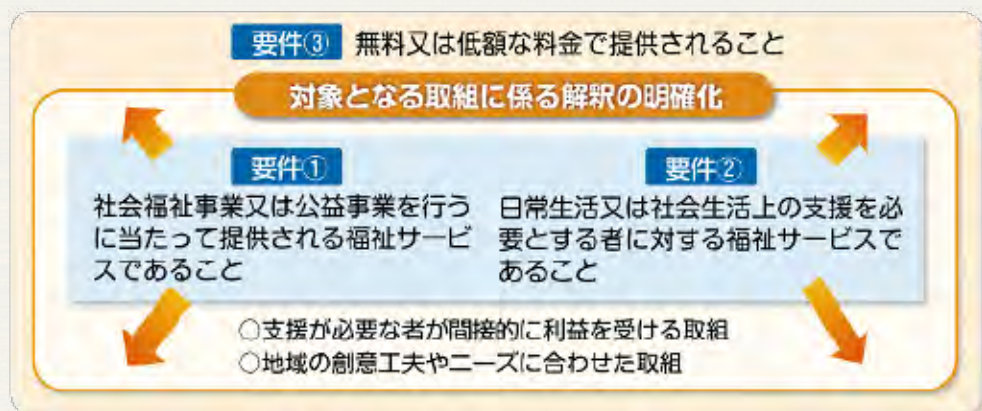 要件③ 無料又は低額な料金で提供されること
対象となる取組に係る解釈の明確化
要件①
社会福祉事業又は公益事業を行う
に当たって提供される福祉サービ
スであること
要件②
日常生活又は社会生活上の支援を必
要とする者に対する福祉サービスで
あること
○支援が必要な者が間接的に利益を受ける取組
○地域の創意工夫やニーズに合わせた取組